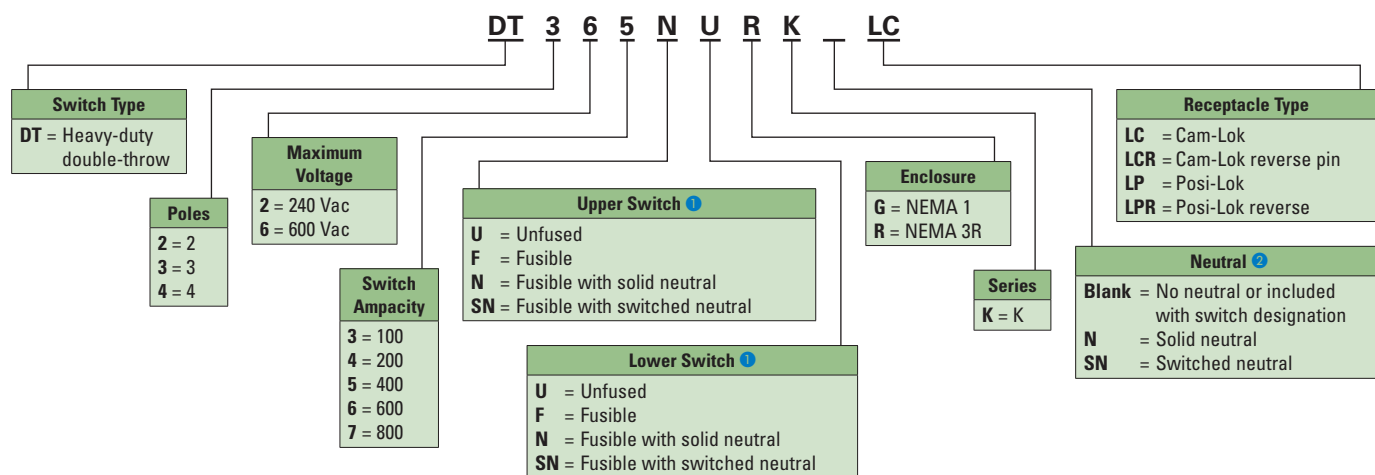 DT 3 6 5 N U R K _ LC
Switch Type
DT = Heavy-duty
double-throw
Poles
2 = 2
3 = 3
4 = 4
Maximum
Voltage
2 = 240 Vac
6 = 600 Vac
Switch
Ampacity
3 = 100
4 = 200
5 = 400
6 = 600
7 = 800
Upper Switch ①
U = Unfused
F = Fusible
N = Fusible with solid neutral
SN = Fusible with switched neutral
Lower Switch ①
U = Unfused
F = Fusible
N = Fusible with solid neutral
SN = Fusible with switched neutral
Enclosure
G = NEMA 1
R = NEMA 3R
Series
K = K
Neutral ②
Blank = No neutral or included
with switch designation
N = Solid neutral
SN = Switched neutral
Receptacle Type
LC = Cam-Lok
LCR = Cam-Lok reverse pin
LP = Posi-Lok
LPR = Posi-Lok reverse